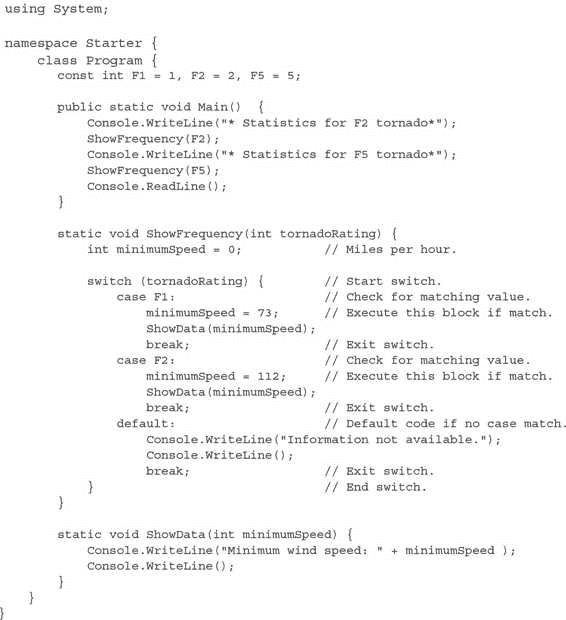 using System;
namespace Starter {
class Program {
const int F1 = 1, F2 = 2, F5 = 5;
public static void Main() {
Console.WriteLine("* Statistics for F2 tornado*");
ShowFrequency(F2);
Console.WriteLine("* Statistics for F5 tornado*");
ShowFrequency(F5);
Console.ReadLine();
}
static void ShowFrequency(int tornadoRating) {
int minimumSpeed = 0; // Miles per hour.
switch (tornadoRating) { // Start switch.
case F1: // Check for matching value.
minimumSpeed = 73; // Execute this block if match.
ShowData(minimumSpeed);
break; // Exit switch.
case F2: // Check for matching value.
minimumSpeed = 112; // Execute this block if match.
ShowData(minimumSpeed);
break; // Exit switch.
default: // Default code if no case match.
Console.WriteLine("Information not available.");
Console.WriteLine();
break; // Exit switch.
} // End switch.
}
static void ShowData(int minimumSpeed) {
Console.WriteLine("Minimum wind speed: " + minimumSpeed );
Console.WriteLine();
}
}
}